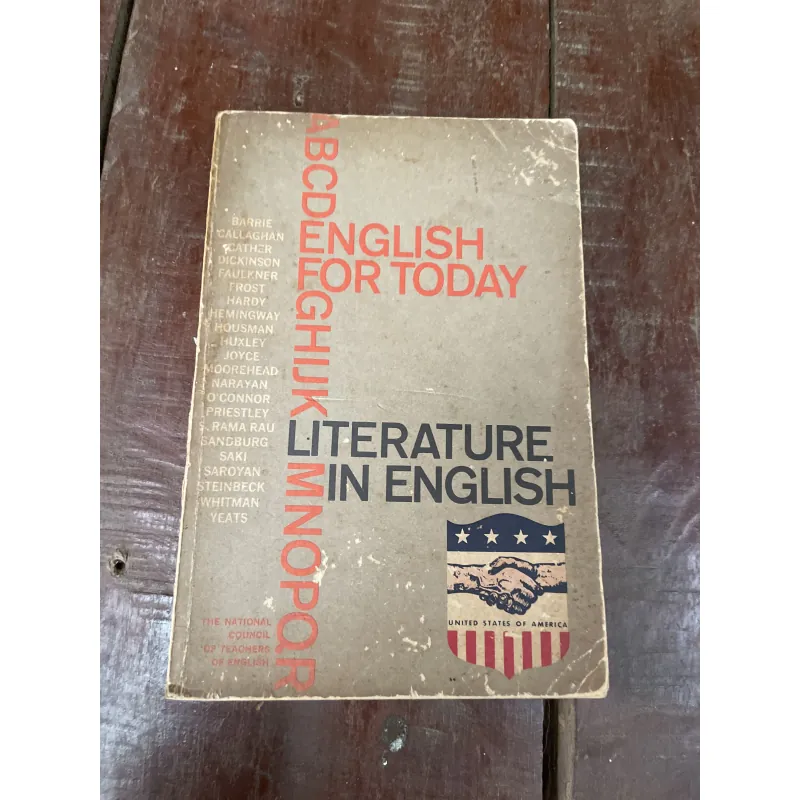 ABCDEFGHIJKLMNOPQR
ENGLISH
FOR TODAY
BARRIE
CALLAGHAN
CATHER
DICKINSON
FAULKNER
FROST
HARDY
HEMINGWAY
HOUSMAN
HUXLEY
JOYCE
MOOREHEAD
NARAYAN
O'CONNOR
PRIESTLEY
S. RAMA RAU
SANDBURG
SAKI
SAROYAN
STEINBECK
WHITMAN
YEATS
LITERATURE
IN ENGLISH
UNITED STATES OF AMERICA
THE NATIONAL
COUNCIL
OF TEACHERS
OF ENGLISH